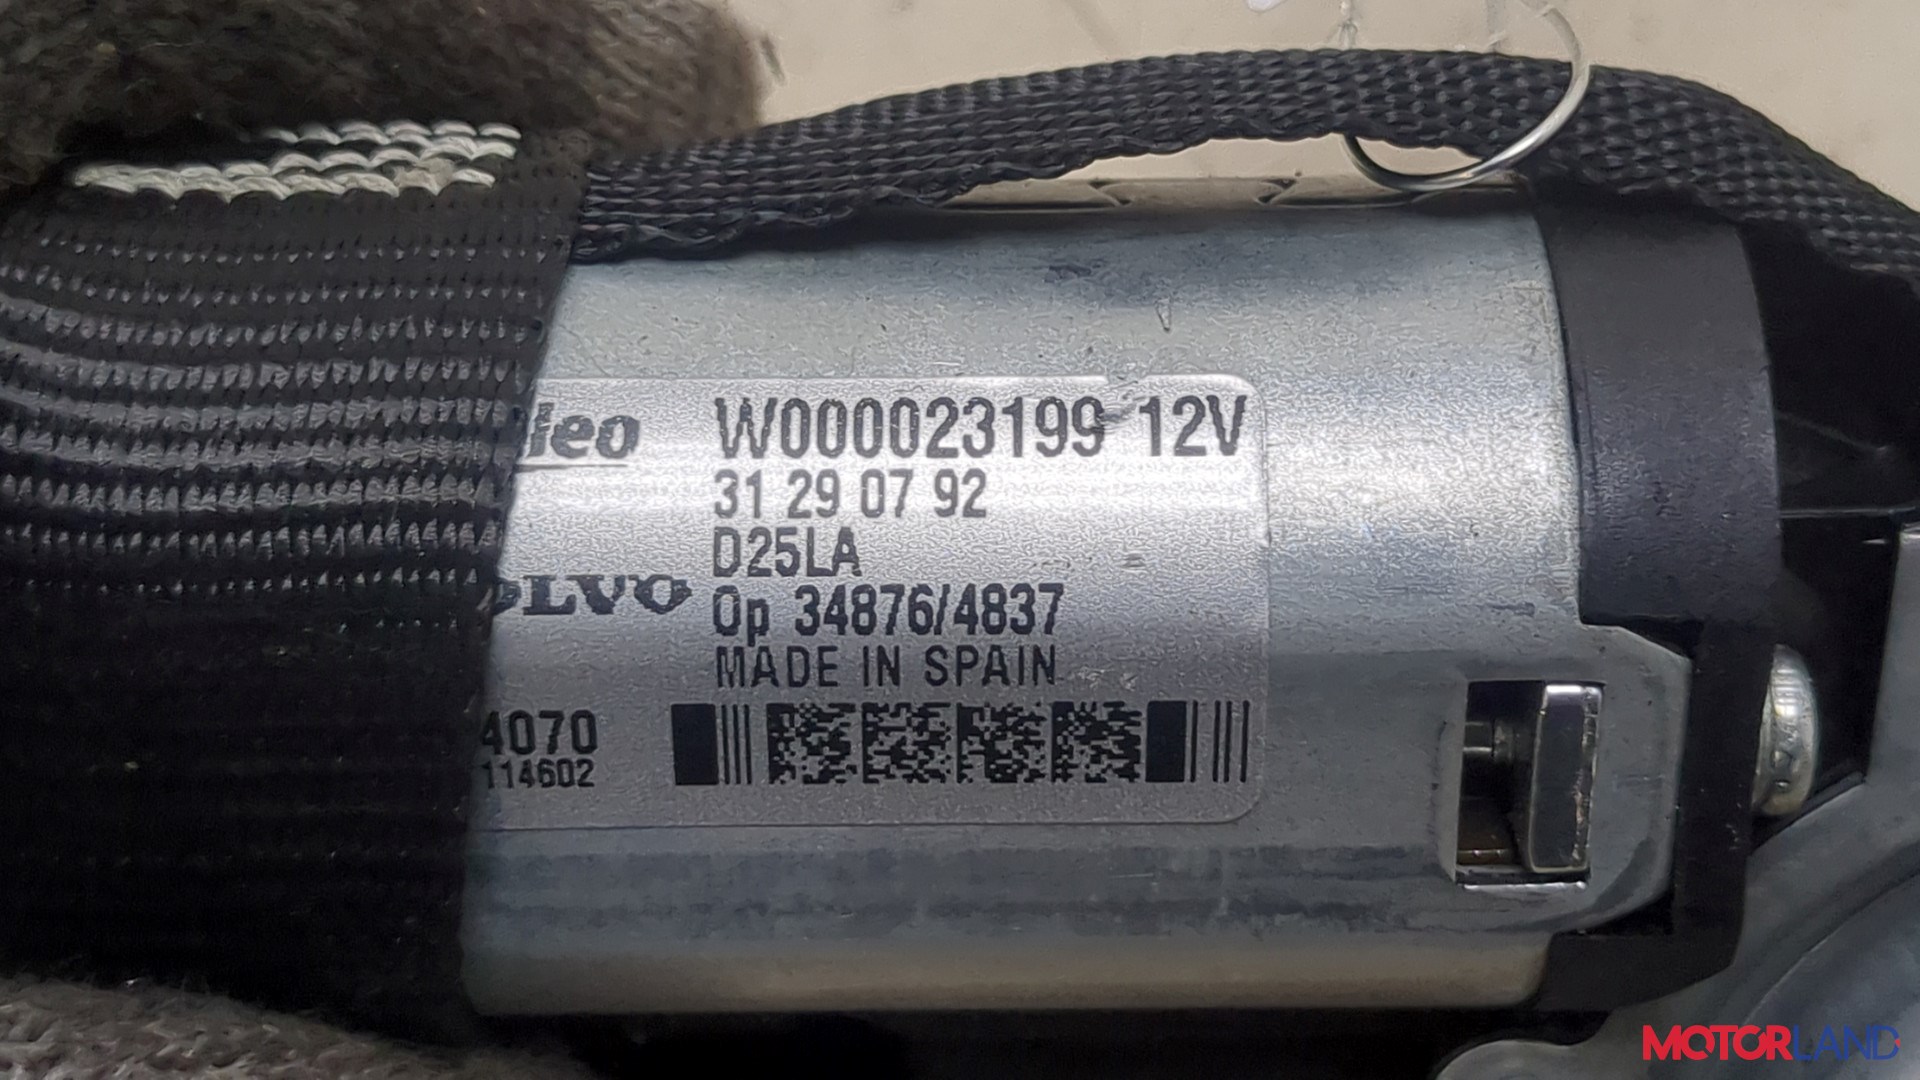 leo W000023199 12V
31 29 07 92
D25LA
OLVO
Op 34876/4837
MADE IN SPAIN
4070
114602
MOTORLAND